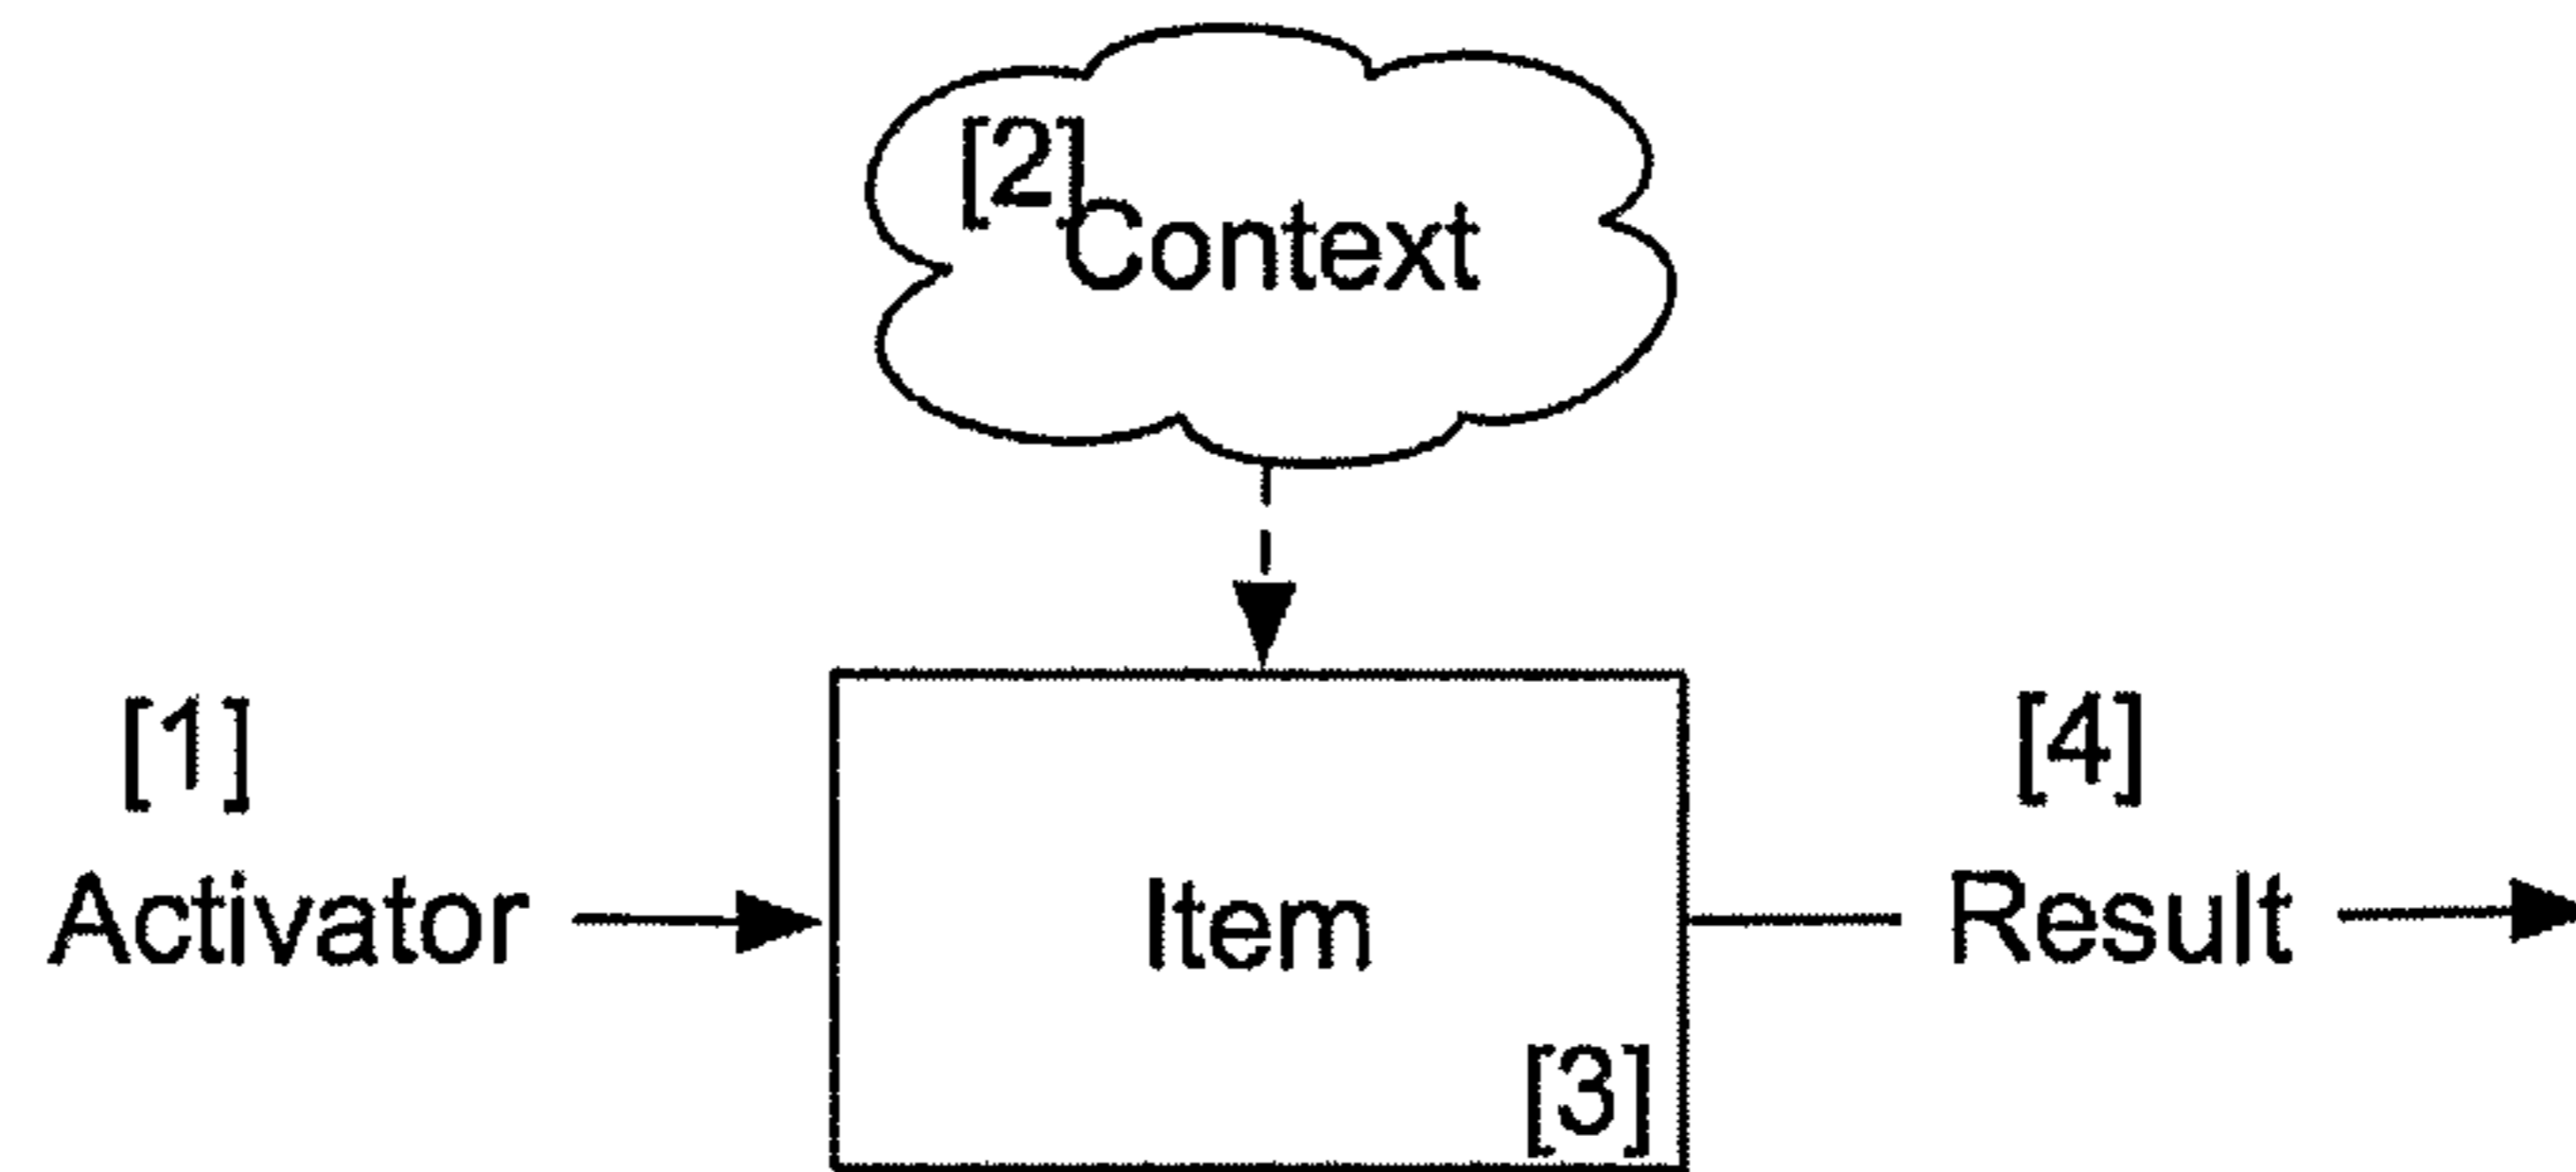 [2]
Context
[1]
Activator
Item
[3]
[4]
Result